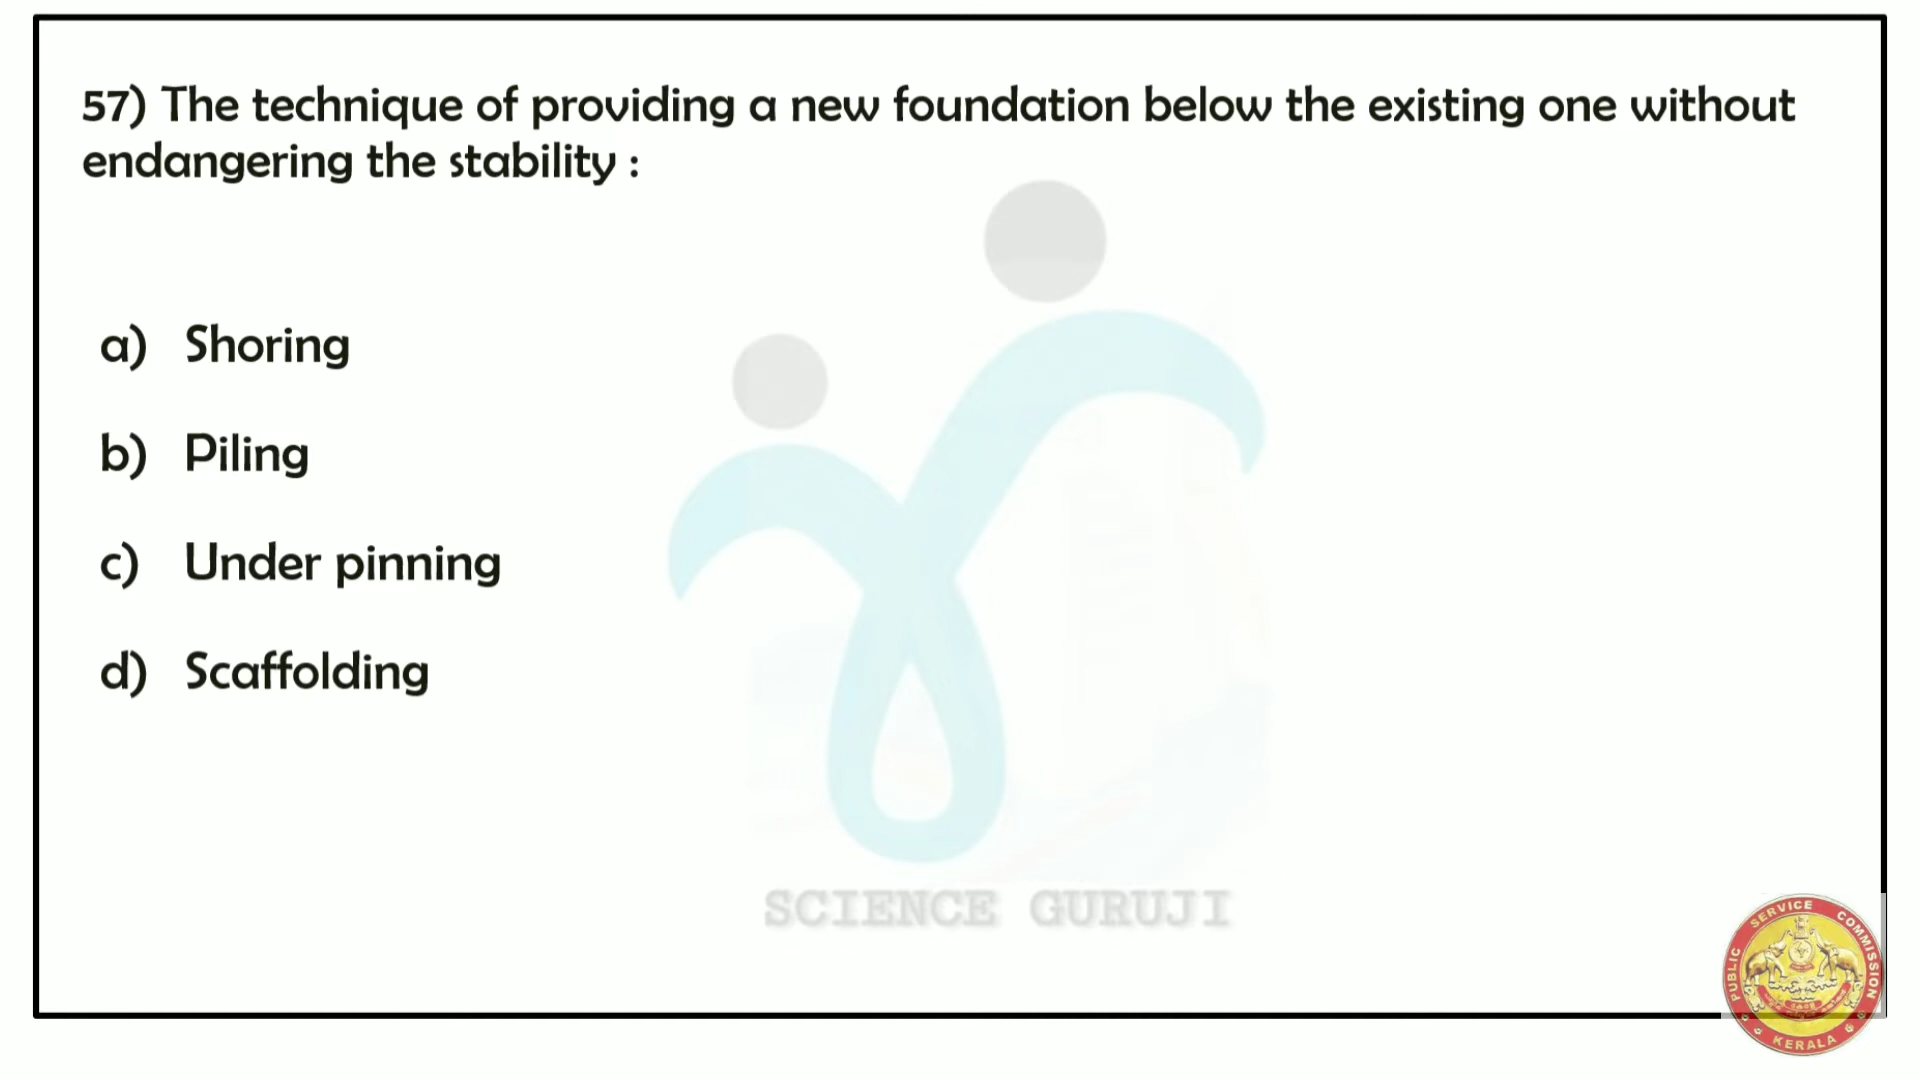 57) The technique of providing a new foundation below the existing one without
endangering the stability :
a) Shoring
b) Piling
c) Under pinning
d) Scaffolding
SCIENCE GURUJI
PUBLIC SERVICE COMMISSION
KERALA